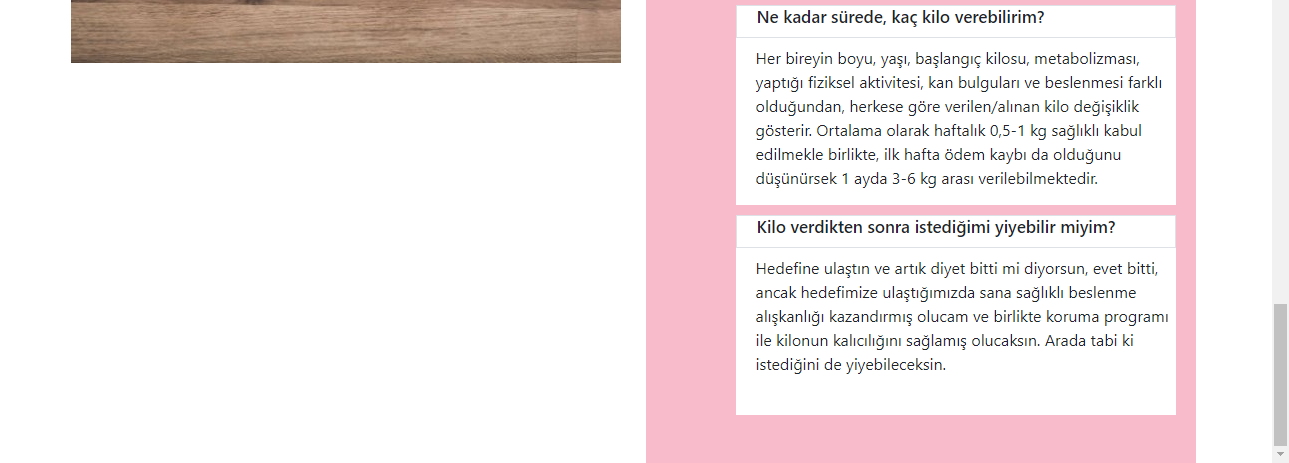 Ne kadar sürede, kaç kilo verebilirim?
Her bireyin boyu, yaşı, başlangıç kilosu, metabolizması,
yaptığı fiziksel aktivitesi, kan bulguları ve beslenmesi farklı
olduğundan, herkese göre verilen/alınan kilo değişiklik
gösterir. Ortalama olarak haftalık 0,5-1 kg sağlıklı kabul
edilmekle birlikte, ilk hafta ödem kaybı da olduğunu
düşünürsek 1 ayda 3-6 kg arası verilebilmektedir.
Kilo verdikten sonra istediğimi yiyebilir miyim?
Hedefine ulaştın ve artık diyet bitti mi diyorsun, evet bitti,
ancak hedefimize ulaştığımızda sana sağlıklı beslenme
alışkanlığı kazandırmış olucam ve birlikte koruma programı
ile kilonun kalıcılığını sağlamış olucaksın. Arada tabi ki
istediğini de yiyebileceksin.